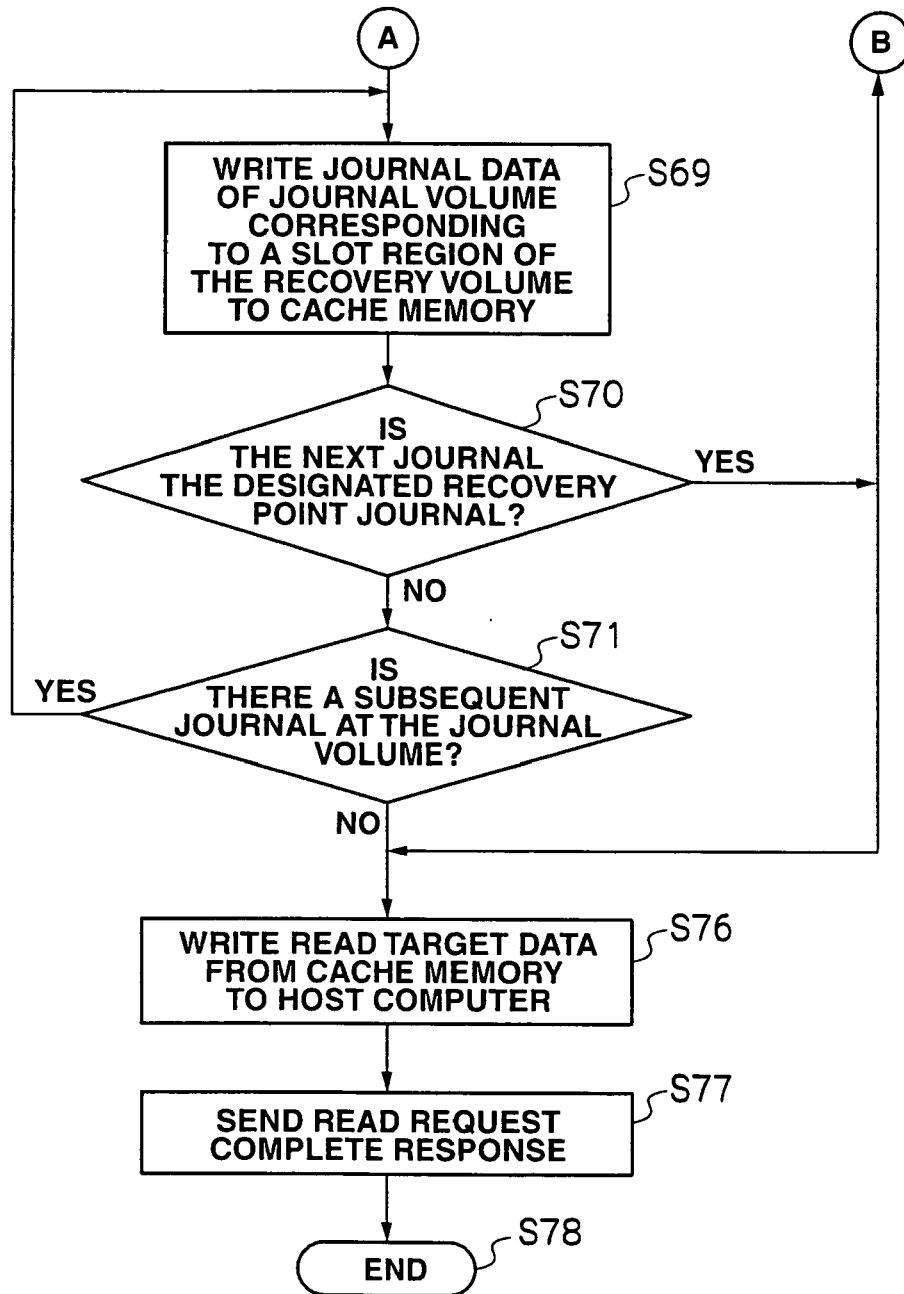 A
B
WRITE JOURNAL DATA
OF JOURNAL VOLUME
CORRESPONDING
TO A SLOT REGION OF
THE RECOVERY VOLUME
TO CACHE MEMORY
S69
S70
IS
THE NEXT JOURNAL
THE DESIGNATED RECOVERY
POINT JOURNAL?
YES
NO
S71
IS
THERE A SUBSEQUENT
JOURNAL AT THE JOURNAL
VOLUME?
YES
NO
WRITE READ TARGET DATA
FROM CACHE MEMORY
TO HOST COMPUTER
S76
SEND READ REQUEST
COMPLETE RESPONSE
S77
END
S78